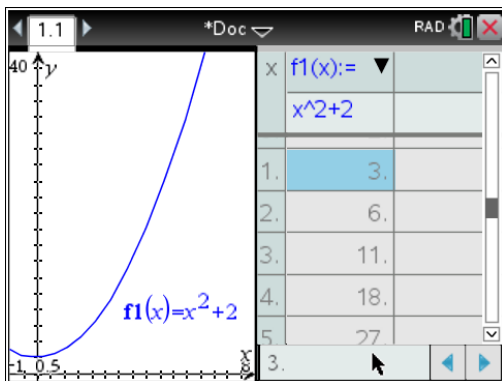 1.1 *Doc RAD
40 y
f1(x)=x^2+2
-1 0.5 x 8
x f1(x):= ▼
x^2+2
1. 3.
2. 6.
3. 11.
4. 18.
5. 27.
3.